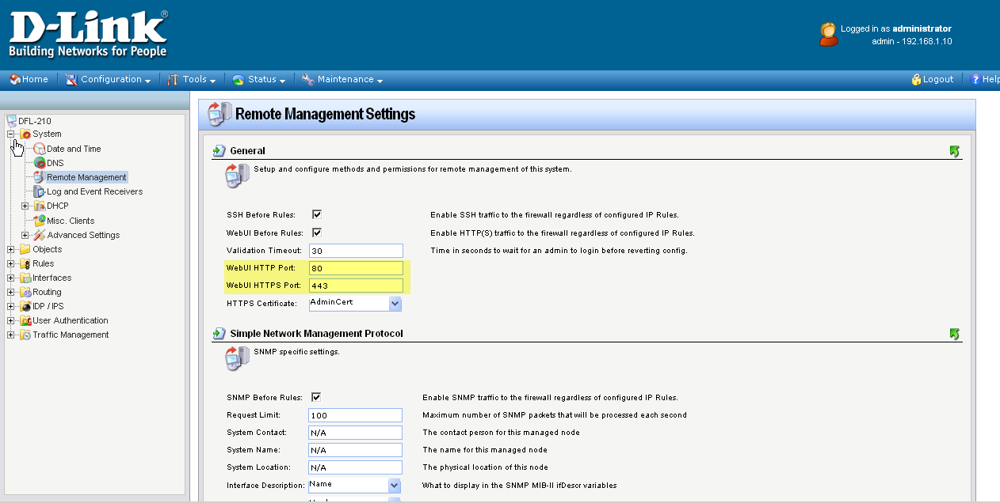 D-Link®
Building Networks for People
Logged in as administrator
admin - 192.168.1.10
Home Configuration Tools Status Maintenance Logout Help
DFL-210
System
Date and Time
DNS
Remote Management
Log and Event Receivers
DHCP
Misc. Clients
Advanced Settings
Objects
Rules
Interfaces
Routing
IDP / IPS
User Authentication
Traffic Management
Remote Management Settings
General
Setup and configure methods and permissions for remote management of this system.
SSH Before Rules: Enable SSH traffic to the firewall regardless of configured IP Rules.
WebUI Before Rules: Enable HTTP(S) traffic to the firewall regardless of configured IP Rules.
Validation Timeout: 30 Time in seconds to wait for an admin to login before reverting config.
WebUI HTTP Port: 80
WebUI HTTPS Port: 443
HTTPS Certificate: AdminCert
Simple Network Management Protocol
SNMP specific settings.
SNMP Before Rules: Enable SNMP traffic to the firewall regardless of configured IP Rules.
Request Limit: 100 Maximum number of SNMP packets that will be processed each second
System Contact: N/A The contact person for this managed node
System Name: N/A The name for this managed node
System Location: N/A The physical location of this node
Interface Description: Name What to display in the SNMP MIB-II ifDescr variables